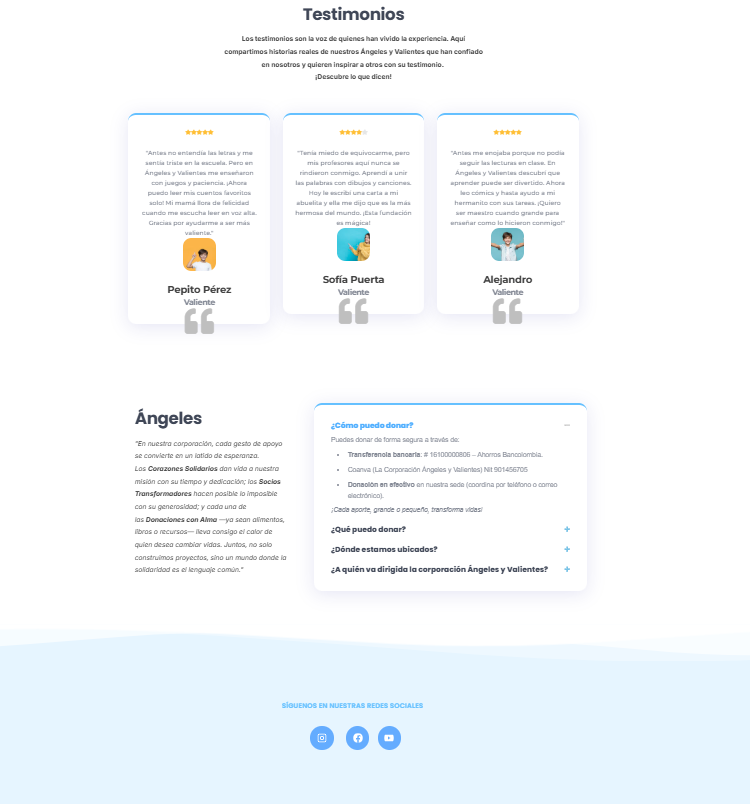 Testimonios
Los testimonios son la voz de quienes han vivido la experiencia. Aquí
compartimos historias reales de nuestros Ángeles y Valientes que han confiado
en nosotros y quieren inspirar a otros con su testimonio.
¡Descubre lo que dicen!
"Antes no entendía las letras y me
sentía triste en la escuela. Pero en
Ángeles y Valientes me enseñaron
con juegos y paciencia. ¡Ahora
puedo leer mis cuentos favoritos
solo! Mi mamá llora de felicidad
cuando me escucha leer en voz alta.
Gracias por ayudarme a ser más
valiente."
Pepito Pérez
Valiente
"Tenía miedo de equivocarme, pero
mis profesores aquí nunca se
rindieron conmigo. Aprendí a unir
las palabras con dibujos y canciones.
Hoy le escribí una carta a mi
abuelita y ella me dijo que es la más
hermosa del mundo. ¡Esta fundación
es mágica!
Sofía Puerta
Valiente
"Antes me enojaba porque no podía
seguir las lecturas en clase. En
Ángeles y Valientes descubrí que
aprender puede ser divertido. Ahora
leo cómics y hasta ayudo a mi
hermanito con sus tareas. ¡Quiero
ser maestro cuando grande para
enseñar como lo hicieron conmigo!"
Alejandro
Valiente
Ángeles
"En nuestra corporación, cada gesto de apoyo
se convierte en un latido de esperanza.
Los Corazones Solidarios dan vida a nuestra
misión con su tiempo y dedicación; los Socios
Transformadores hacen posible lo imposible
con su generosidad; y cada una de
las Donaciones con Alma —ya sean alimentos,
libros o recursos— lleva consigo el calor de
quien desea cambiar vidas. Juntos, no solo
construimos proyectos, sino un mundo donde la
solidaridad es el lenguaje común."
¿Cómo puedo donar?
Puedes donar de forma segura a través de:
Transferencia bancaria: # 16100000805 – Ahorros Bancolombia.
Coanva (La Corporación Ángeles y Valientes) Nit 901456705
Donación en efectivo en nuestra sede (coordina por teléfono o correo
electrónico).
¡Cada aporte, grande o pequeño, transforma vidas!
¿Qué puedo donar?
¿Dónde estamos ubicados?
¿A quién va dirigida la corporación Ángeles y Valientes?
SÍGUENOS EN NUESTRAS REDES SOCIALES